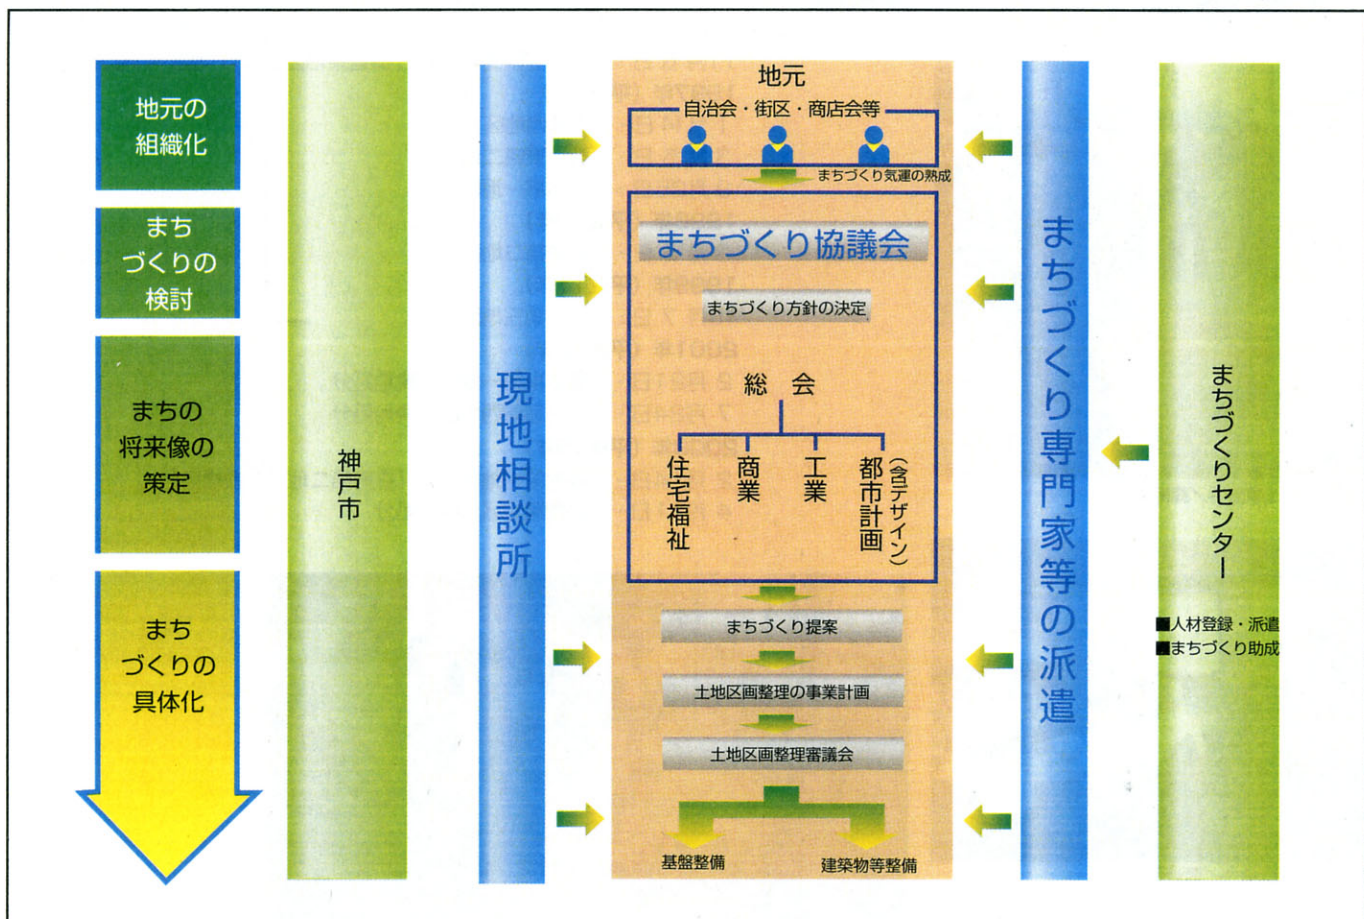 地元の
組織化
まち
づくりの
検討
まちの
将来像の
策定
まち
づくりの
具体化
神戸市
現地相談所
地元
自治会・街区・商店会等
まちづくり気運の熟成
まちづくり協議会
まちづくり方針の決定
総会
住宅福祉
商業
工業
都市計画
(含デザイン)
まちづくり提案
土地区画整理の事業計画
土地区画整理審議会
基盤整備
建築物等整備
まちづくり専門家等の派遣
まちづくりセンター
■人材登録・派遣
■まちづくり助成